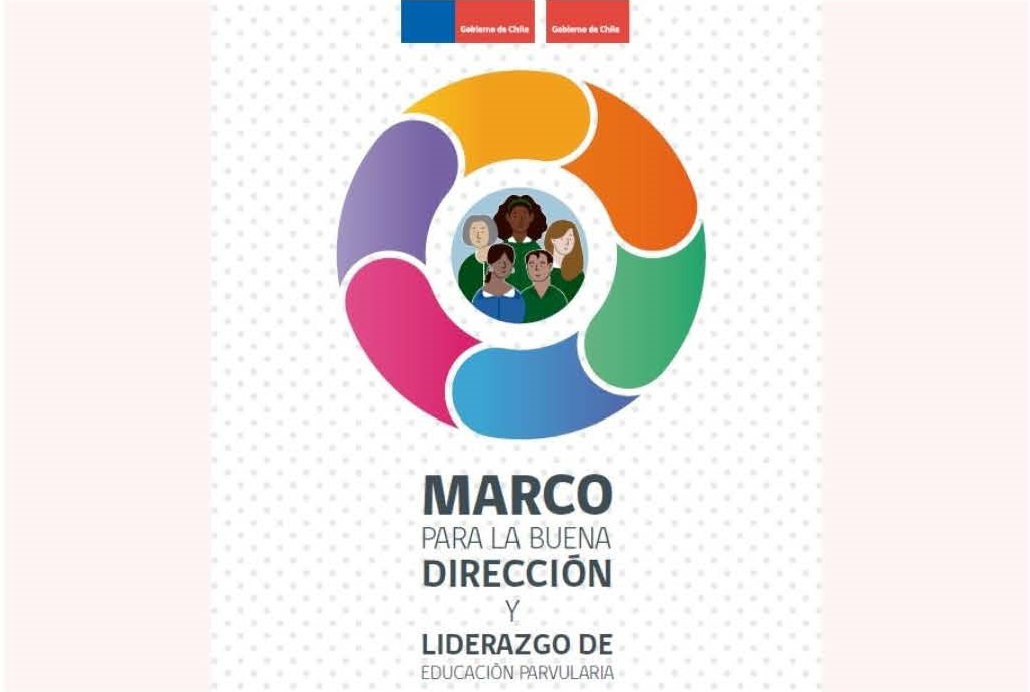 Gobierno de Chile Gobierno de Chile
MARCO
PARA LA BUENA
DIRECCIÓN
Y
LIDERAZGO DE
EDUCACIÓN PARVULARIA